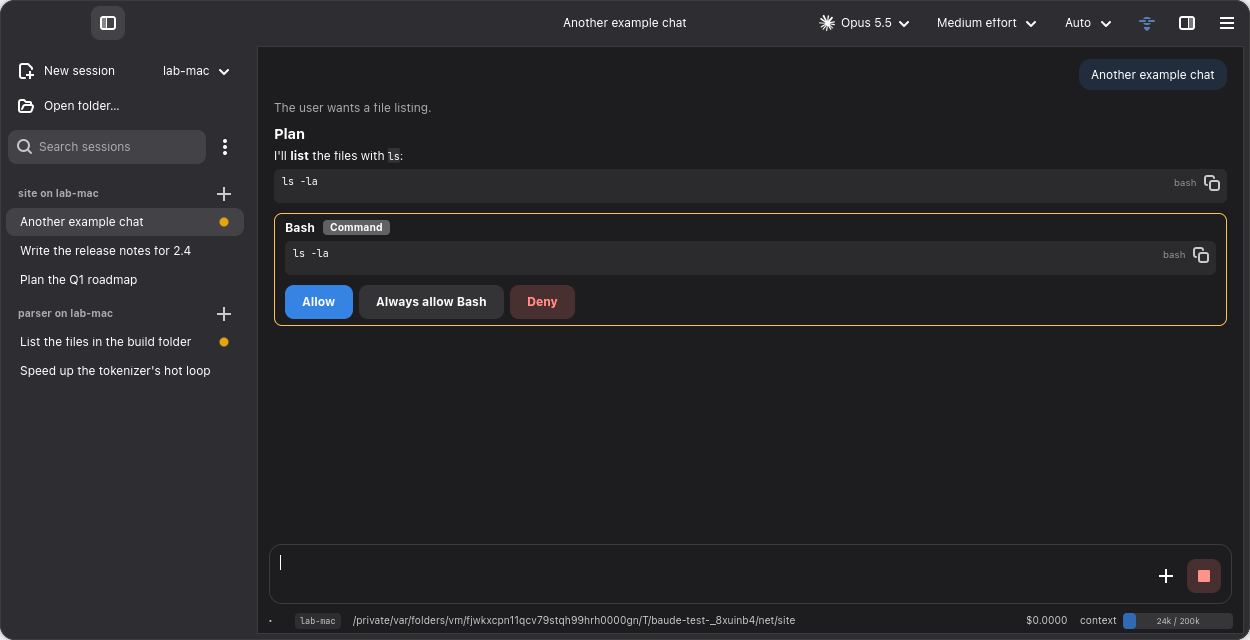 Another example chat
Opus 5.5
Medium effort
Auto
New session
lab-mac
Open folder...
Search sessions
site on lab-mac
Another example chat
Write the release notes for 2.4
Plan the Q1 roadmap
parser on lab-mac
List the files in the build folder
Speed up the tokenizer's hot loop
Another example chat
The user wants a file listing.
Plan
I'll list the files with ls:
ls -la
bash
Bash
Command
ls -la
bash
Allow
Always allow Bash
Deny
lab-mac
/private/var/folders/vm/fjwkxcpn11qcv79stqh99hrh0000gn/T/baude-test-_8xuinb4/net/site
$0.0000
context
24k / 200k